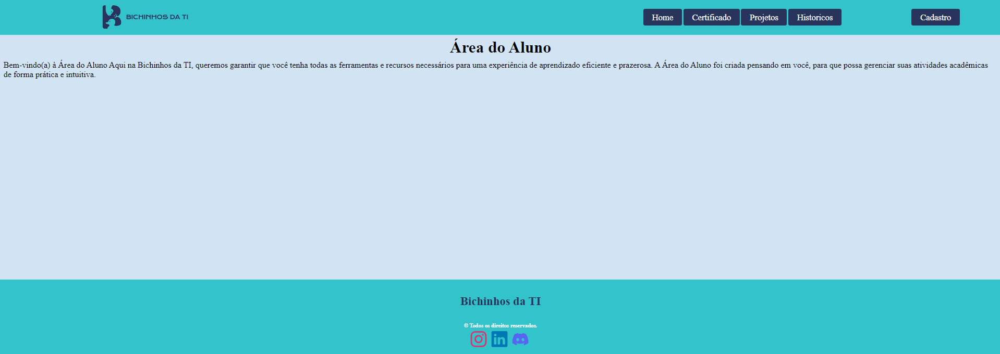 BICHINHOS DA TI
Home Certificado Projetos Historicos Cadastro
Área do Aluno
Bem-vindo(a) à Área do Aluno Aqui na Bichinhos da TI, queremos garantir que você tenha todas as ferramentas e recursos necessários para uma experiência de aprendizado eficiente e prazerosa. A Área do Aluno foi criada pensando em você, para que possa gerenciar suas atividades acadêmicas
de forma prática e intuitiva.
Bichinhos da TI
© Todos os direitos reservados.